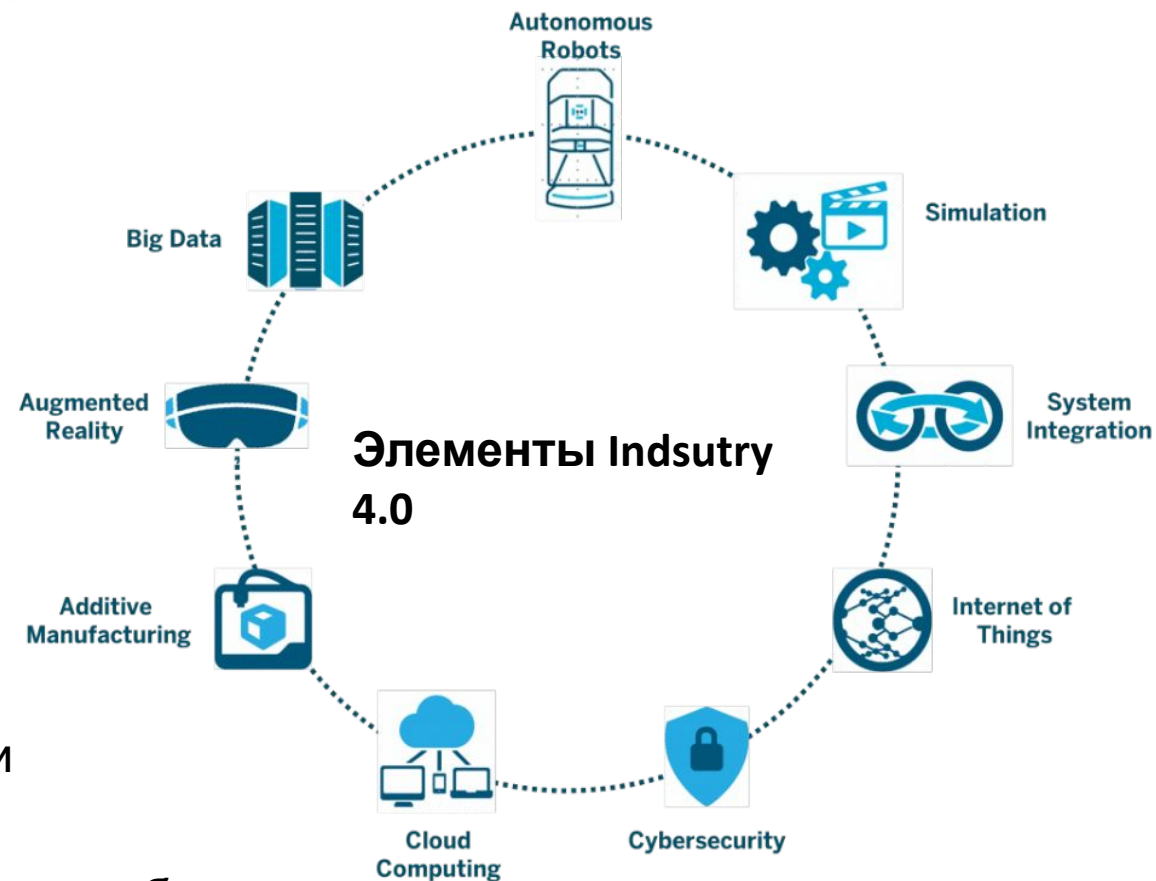 Autonomous
Robots
Simulation
Big Data
System
Integration
Augmented
Reality
Элементы Indsutry
4.0
Internet of
Things
Additive
Manufacturing
и
Cloud
Computing
Cybersecurity